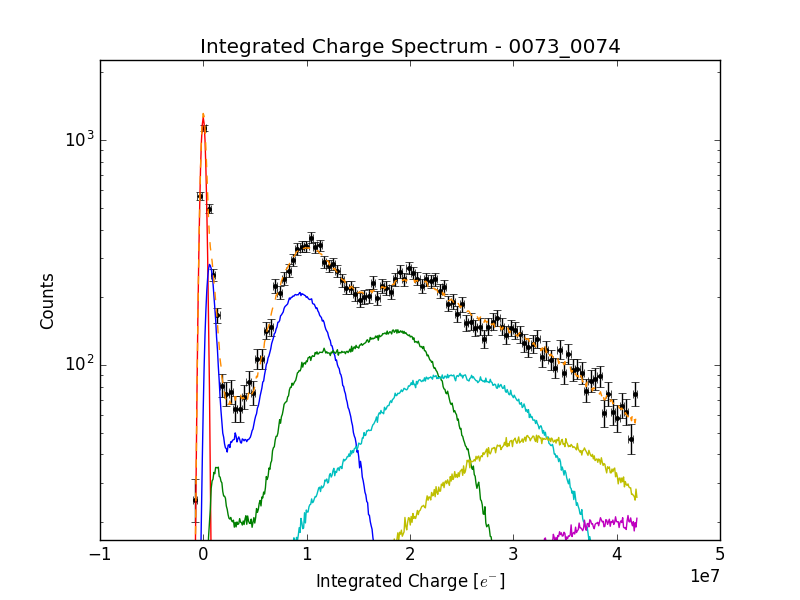 Integrated Charge Spectrum - 0073_0074
10³
10²
Counts
−1 0 1 2 3 4 5
1e7
Integrated Charge [e⁻]